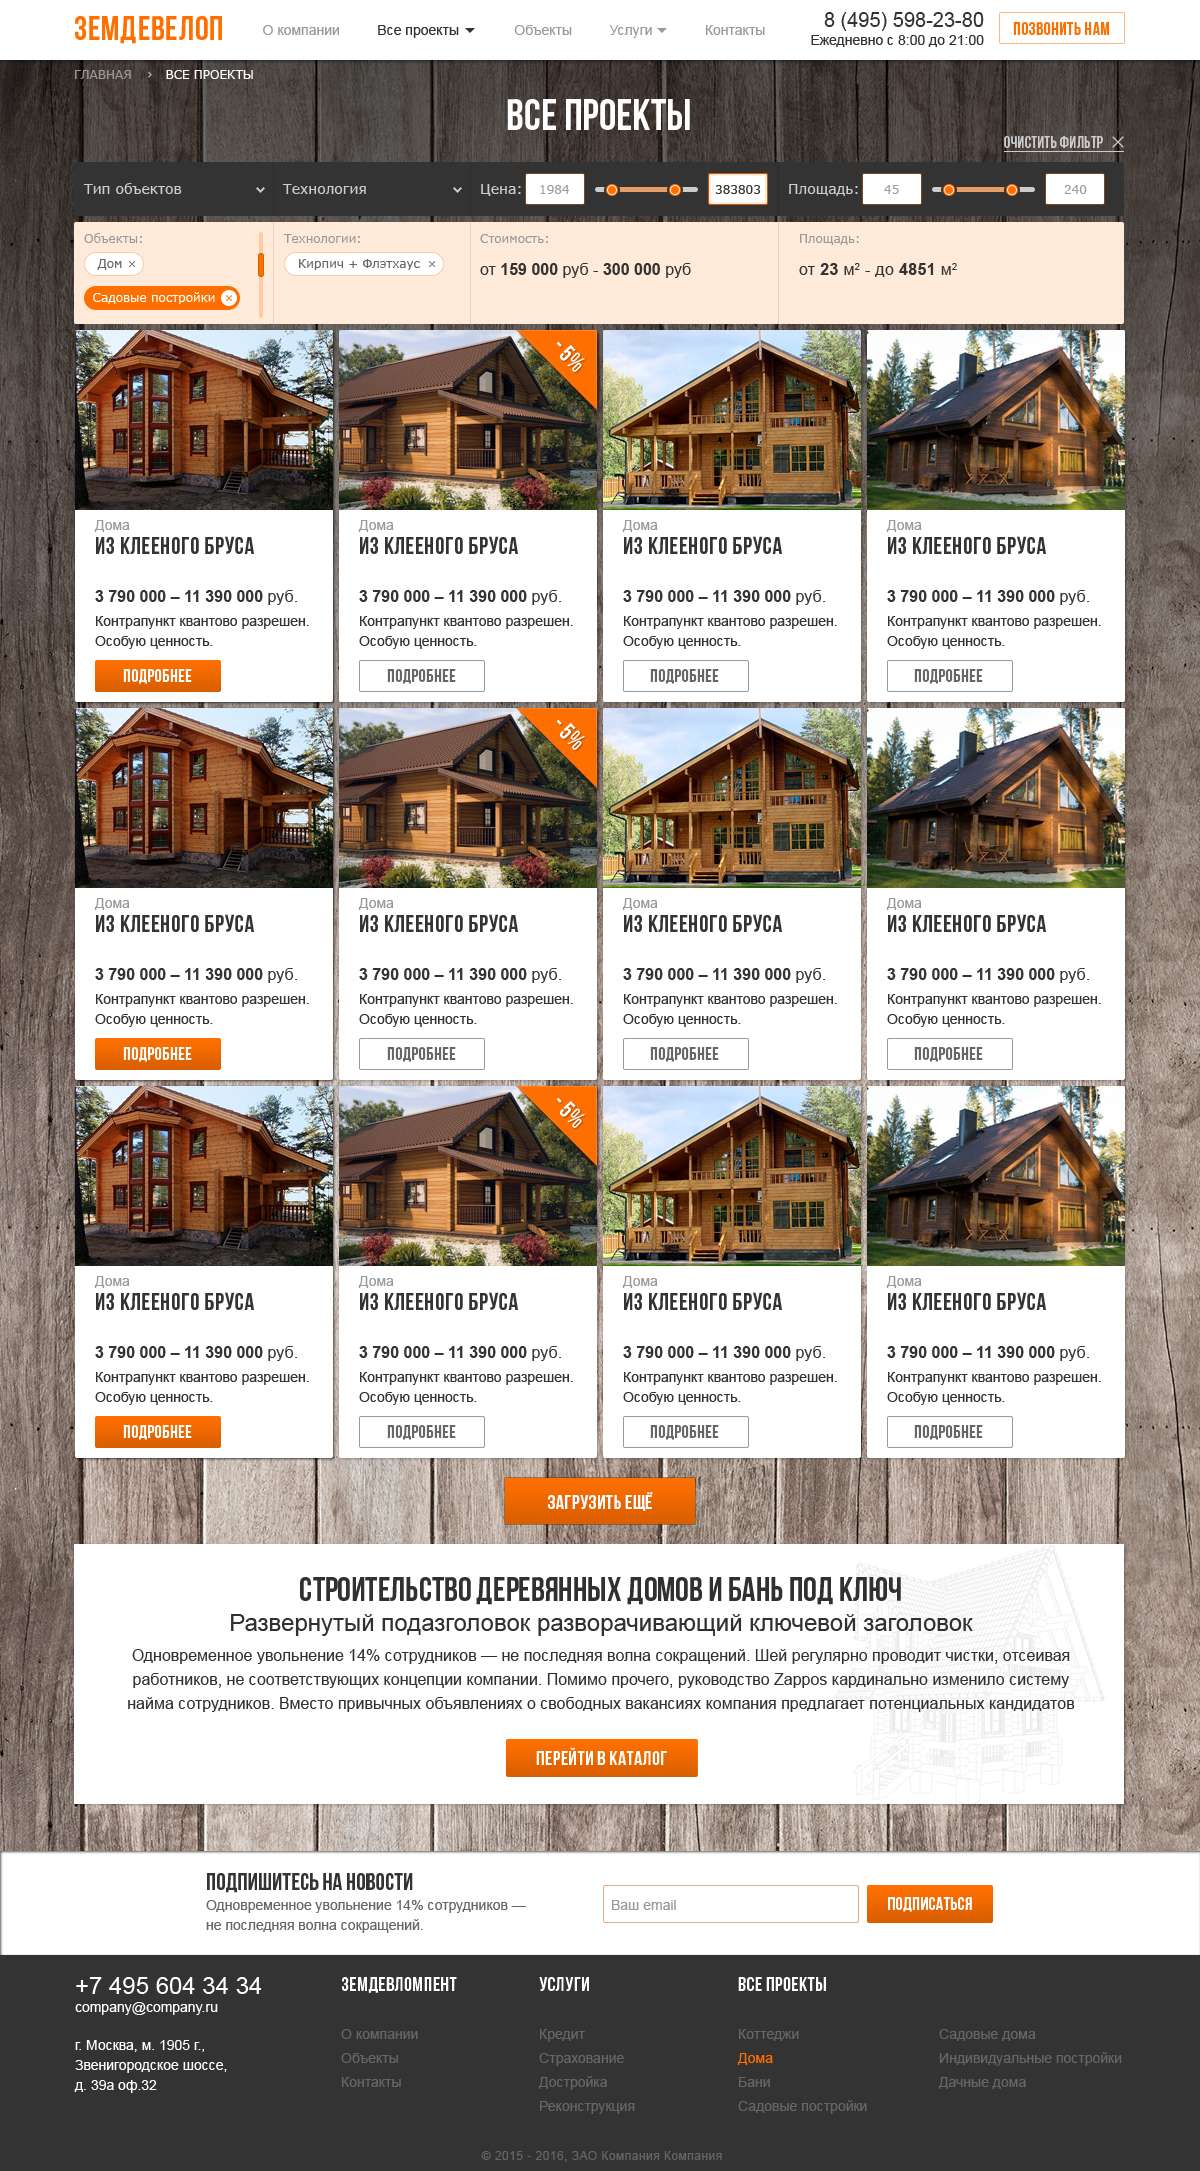 ЗЕМДЕВЕЛОП
О компании Все проекты Объекты Услуги Контакты
8 (495) 598-23-80
Ежедневно с 8:00 до 21:00
ПОЗВОНИТЬ НАМ
ГЛАВНАЯ › ВСЕ ПРОЕКТЫ
ВСЕ ПРОЕКТЫ
ОЧИСТИТЬ ФИЛЬТР
Тип объектов Технология Цена: 1984 383803 Площадь: 45 240
Объекты: Технологии: Стоимость: Площадь:
Дом × Кирпич + Флэтхаус × от 159 000 руб - 300 000 руб от 23 м² - до 4851 м²
Садовые постройки ×
- 5%
Дома Дома Дома Дома
ИЗ КЛЕЕНОГО БРУСА ИЗ КЛЕЕНОГО БРУСА ИЗ КЛЕЕНОГО БРУСА ИЗ КЛЕЕНОГО БРУСА
3 790 000 – 11 390 000 руб. 3 790 000 – 11 390 000 руб. 3 790 000 – 11 390 000 руб. 3 790 000 – 11 390 000 руб.
Контрапункт квантово разрешен. Контрапункт квантово разрешен. Контрапункт квантово разрешен. Контрапункт квантово разрешен.
Особую ценность. Особую ценность. Особую ценность. Особую ценность.
ПОДРОБНЕЕ ПОДРОБНЕЕ ПОДРОБНЕЕ ПОДРОБНЕЕ
- 5%
Дома Дома Дома Дома
ИЗ КЛЕЕНОГО БРУСА ИЗ КЛЕЕНОГО БРУСА ИЗ КЛЕЕНОГО БРУСА ИЗ КЛЕЕНОГО БРУСА
3 790 000 – 11 390 000 руб. 3 790 000 – 11 390 000 руб. 3 790 000 – 11 390 000 руб. 3 790 000 – 11 390 000 руб.
Контрапункт квантово разрешен. Контрапункт квантово разрешен. Контрапункт квантово разрешен. Контрапункт квантово разрешен.
Особую ценность. Особую ценность. Особую ценность. Особую ценность.
ПОДРОБНЕЕ ПОДРОБНЕЕ ПОДРОБНЕЕ ПОДРОБНЕЕ
- 5%
Дома Дома Дома Дома
ИЗ КЛЕЕНОГО БРУСА ИЗ КЛЕЕНОГО БРУСА ИЗ КЛЕЕНОГО БРУСА ИЗ КЛЕЕНОГО БРУСА
3 790 000 – 11 390 000 руб. 3 790 000 – 11 390 000 руб. 3 790 000 – 11 390 000 руб. 3 790 000 – 11 390 000 руб.
Контрапункт квантово разрешен. Контрапункт квантово разрешен. Контрапункт квантово разрешен. Контрапункт квантово разрешен.
Особую ценность. Особую ценность. Особую ценность. Особую ценность.
ПОДРОБНЕЕ ПОДРОБНЕЕ ПОДРОБНЕЕ ПОДРОБНЕЕ
ЗАГРУЗИТЬ ЕЩЁ
СТРОИТЕЛЬСТВО ДЕРЕВЯННЫХ ДОМОВ И БАНЬ ПОД КЛЮЧ
Развернутый подазголовок разворачивающий ключевой заголовок
Одновременное увольнение 14% сотрудников — не последняя волна сокращений. Шей регулярно проводит чистки, отсеивая
работников, не соответствующих концепции компании. Помимо прочего, руководство Zappos кардинально изменило систему
найма сотрудников. Вместо привычных объявлениях о свободных вакансиях компания предлагает потенциальных кандидатов
ПЕРЕЙТИ В КАТАЛОГ
ПОДПИШИТЕСЬ НА НОВОСТИ
Одновременное увольнение 14% сотрудников —
не последняя волна сокращений.
Ваш email ПОДПИСАТЬСЯ
+7 495 604 34 34
company@company.ru
г. Москва, м. 1905 г.,
Звенигородское шоссе,
д. 39а оф.32
ЗЕМДЕВЛОМПЕНТ
О компании
Объекты
Контакты
УСЛУГИ
Кредит
Страхование
Достройка
Реконструкция
ВСЕ ПРОЕКТЫ
Коттеджи
Дома
Бани
Садовые постройки
Садовые дома
Индивидуальные постройки
Дачные дома
© 2015 - 2016, ЗАО Компания Компания